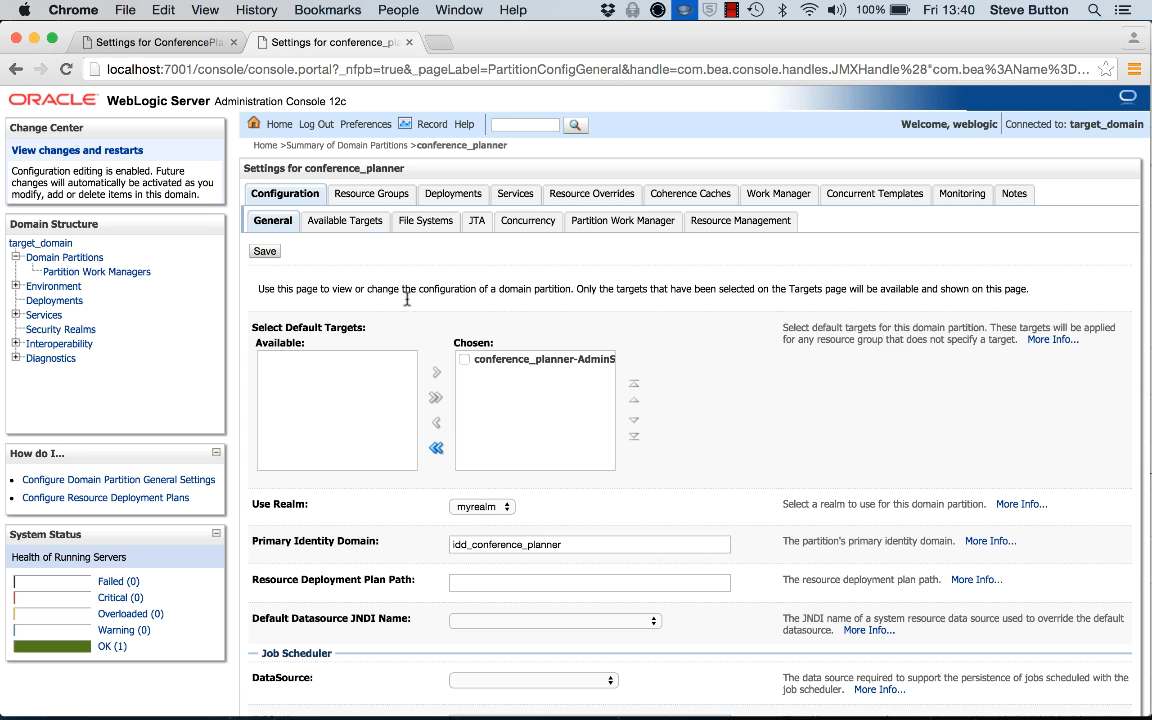 Chrome File Edit View History Bookmarks People Window Help 100% Fri 13:40 Steve Button
Settings for ConferencePla × Settings for conference_pla ×
localhost:7001/console/console.portal?_nfpb=true&_pageLabel=PartitionConfigGeneral&handle=com.bea.console.handles.JMXHandle%28"com.bea%3AName%3D...
ORACLE WebLogic Server Administration Console 12c
Change Center
View changes and restarts
Configuration editing is enabled. Future
changes will automatically be activated as you
modify, add or delete items in this domain.
Domain Structure
target_domain
Domain Partitions
Partition Work Managers
Environment
Deployments
Services
Security Realms
Interoperability
Diagnostics
How do I...
Configure Domain Partition General Settings
Configure Resource Deployment Plans
System Status
Health of Running Servers
Failed (0)
Critical (0)
Overloaded (0)
Warning (0)
OK (1)
Home Log Out Preferences Record Help
Welcome, weblogic Connected to: target_domain
Home >Summary of Domain Partitions >conference_planner
Settings for conference_planner
Configuration Resource Groups Deployments Services Resource Overrides Coherence Caches Work Manager Concurrent Templates Monitoring Notes
General Available Targets File Systems JTA Concurrency Partition Work Manager Resource Management
Save
Use this page to view or change the configuration of a domain partition. Only the targets that have been selected on the Targets page will be available and shown on this page.
Select Default Targets:
Available:
Chosen:
conference_planner-AdminS
Select default targets for this domain partition. These targets will be applied
for any resource group that does not specify a target. More Info...
Use Realm: myrealm Select a realm to use for this domain partition. More Info...
Primary Identity Domain: idd_conference_planner The partition's primary identity domain. More Info...
Resource Deployment Plan Path: The resource deployment plan path. More Info...
Default Datasource JNDI Name: The JNDI name of a system resource data source used to override the default
datasource. More Info...
Job Scheduler
DataSource: The data source required to support the persistence of jobs scheduled with the
job scheduler. More Info...